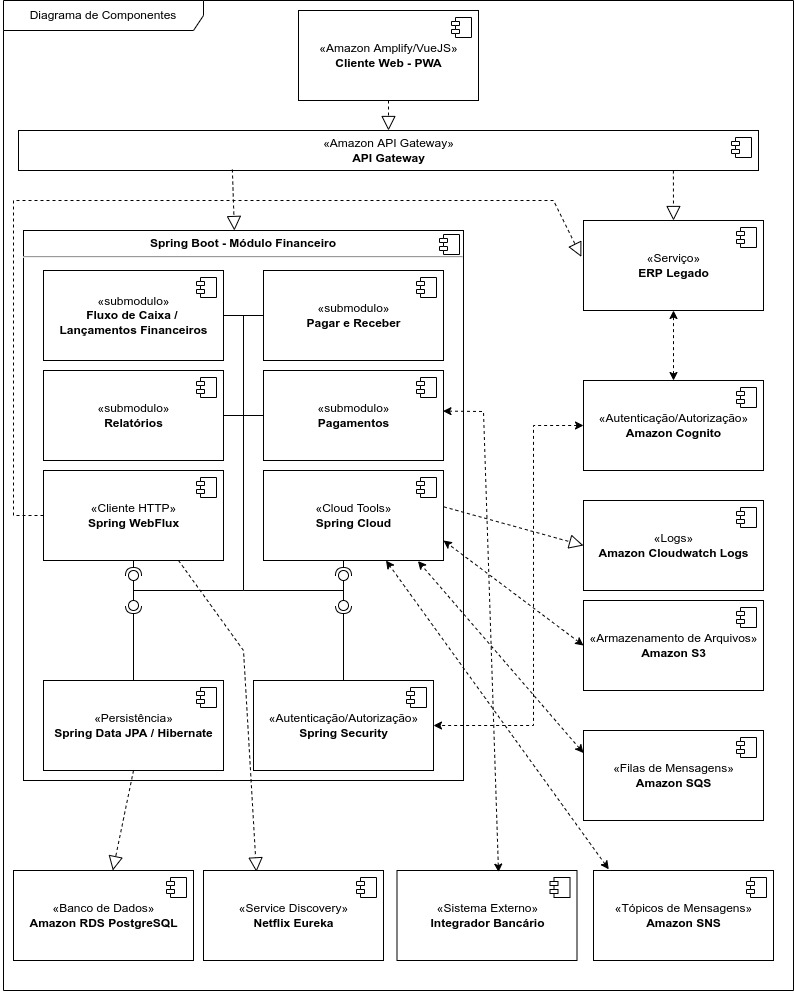 Diagrama de Componentes
«Amazon Amplify/VueJS»
Cliente Web - PWA
«Amazon API Gateway»
API Gateway
Spring Boot - Módulo Financeiro
«Serviço»
ERP Legado
«submodulo»
Fluxo de Caixa /
Lançamentos Financeiros
«submodulo»
Pagar e Receber
«submodulo»
Relatórios
«submodulo»
Pagamentos
«Autenticação/Autorização»
Amazon Cognito
«Cliente HTTP»
Spring WebFlux
«Cloud Tools»
Spring Cloud
«Logs»
Amazon Cloudwatch Logs
«Armazenamento de Arquivos»
Amazon S3
«Persistência»
Spring Data JPA / Hibernate
«Autenticação/Autorização»
Spring Security
«Filas de Mensagens»
Amazon SQS
«Banco de Dados»
Amazon RDS PostgreSQL
«Service Discovery»
Netflix Eureka
«Sistema Externo»
Integrador Bancário
«Tópicos de Mensagens»
Amazon SNS